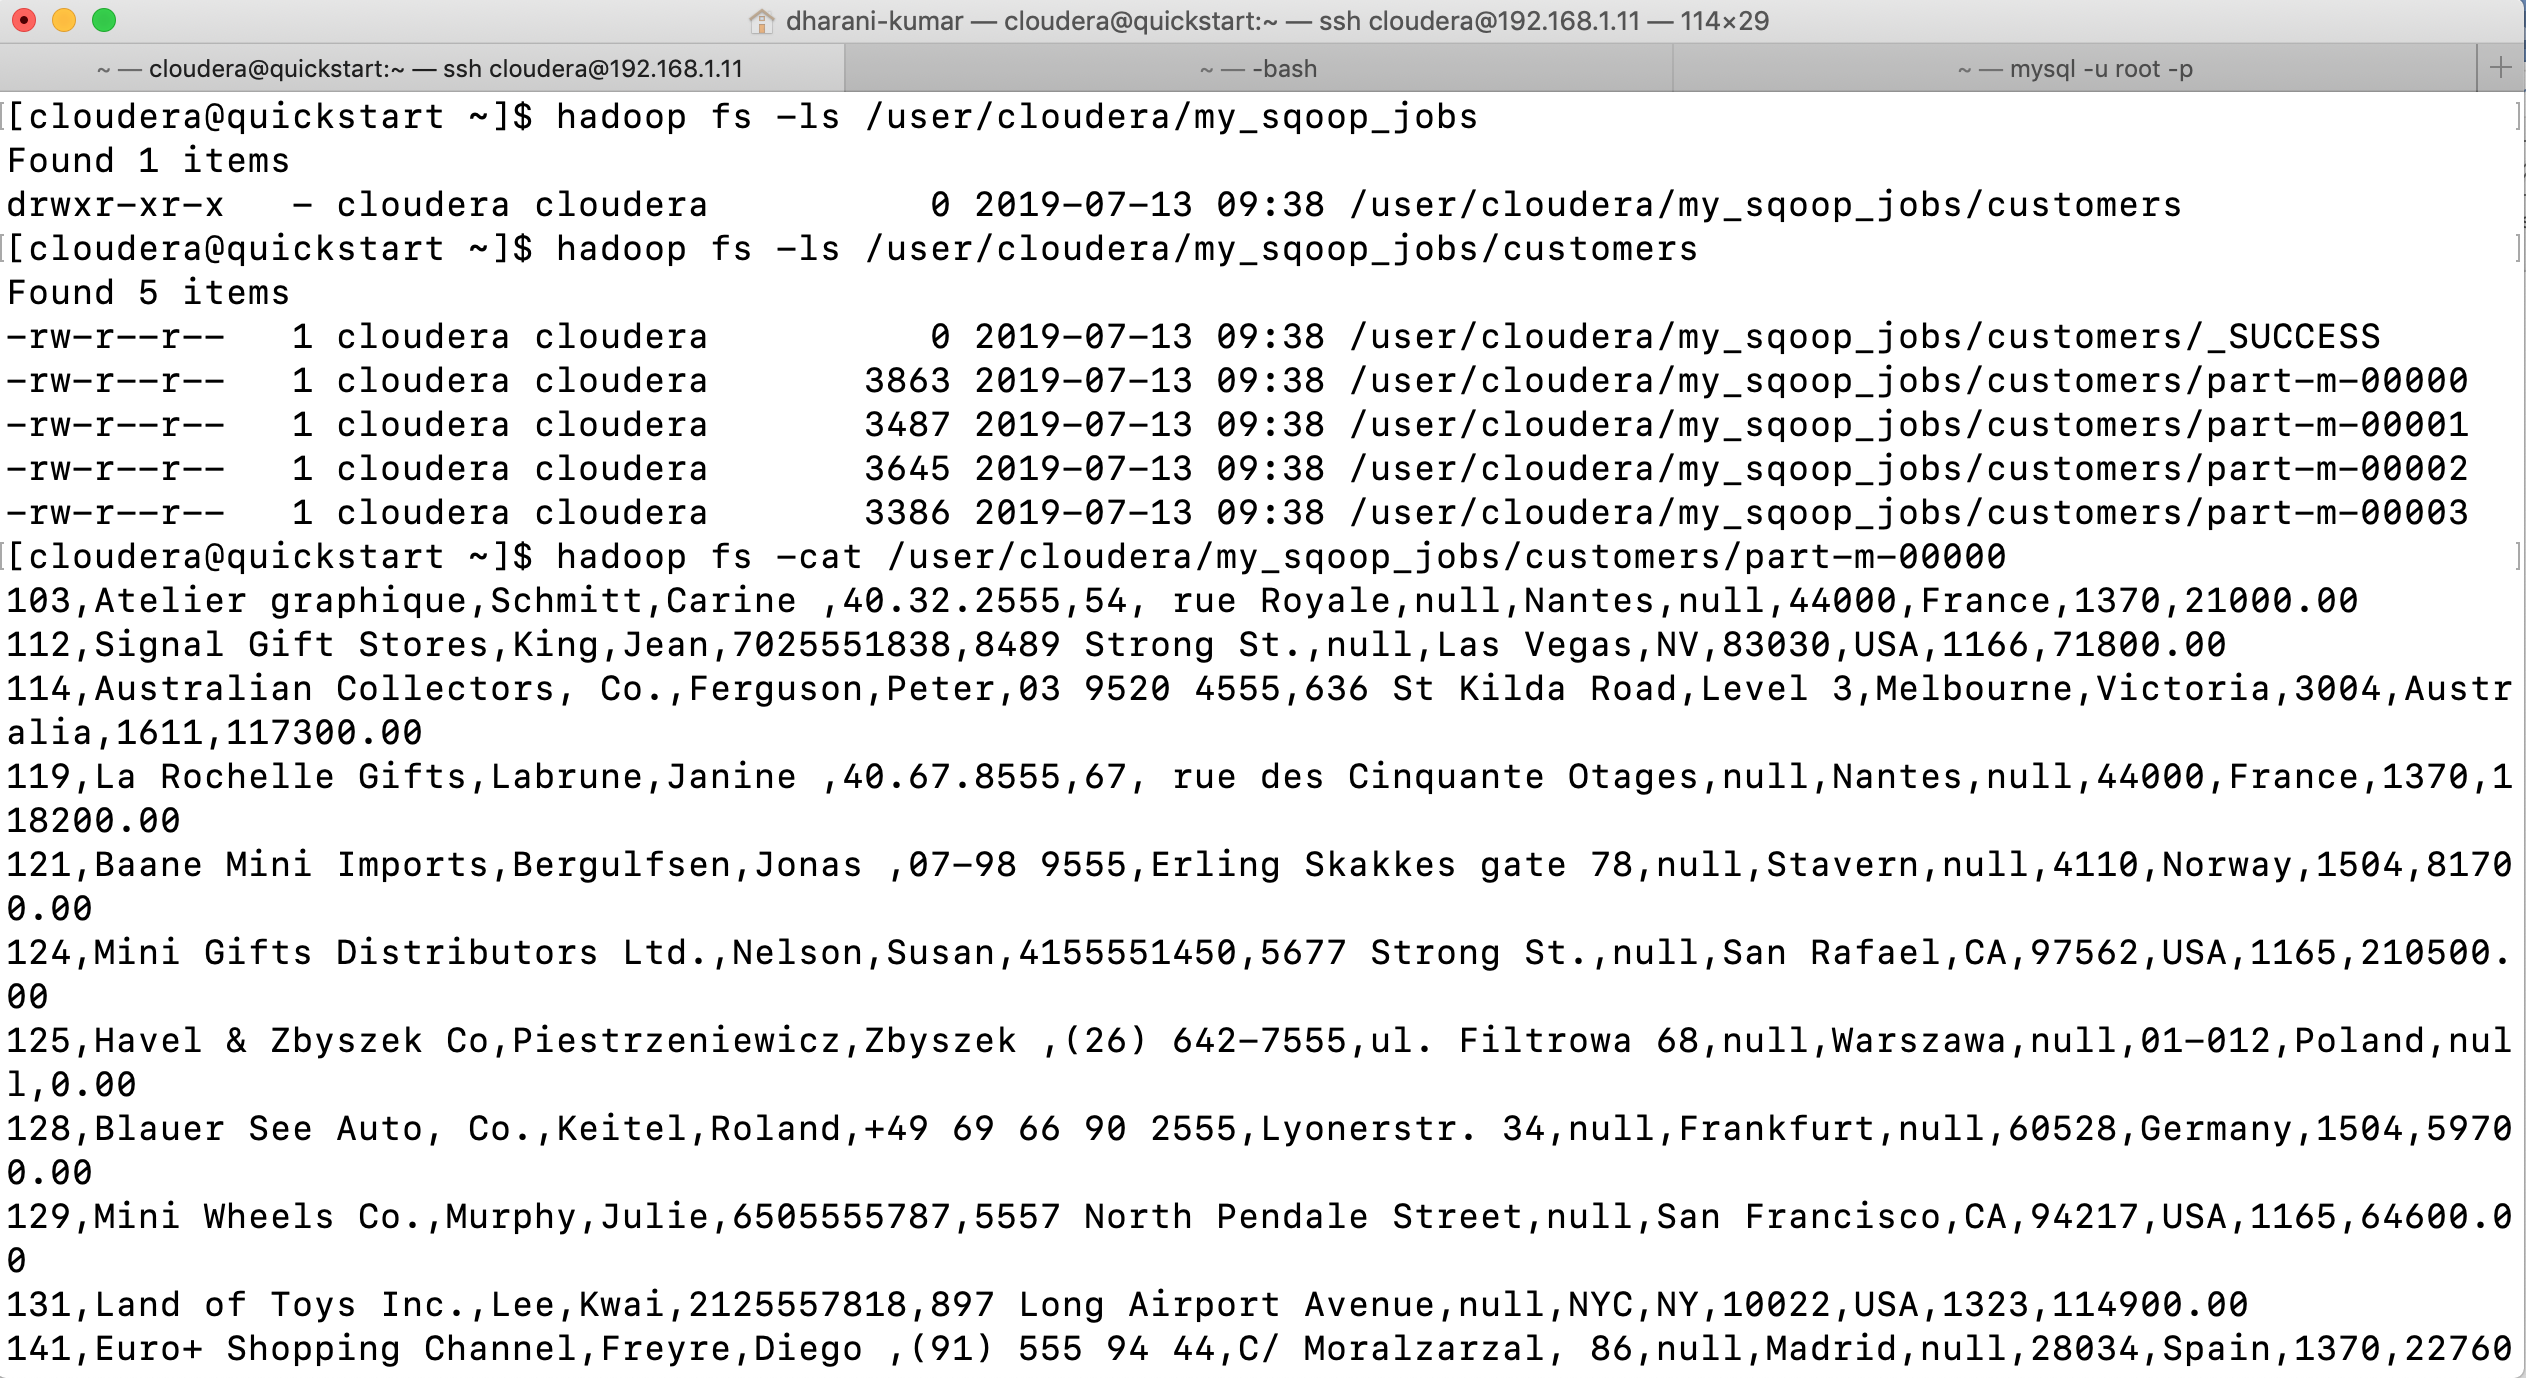 dharani-kumar — cloudera@quickstart:~ — ssh cloudera@192.168.1.11 — 114×29
~ — cloudera@quickstart:~ — ssh cloudera@192.168.1.11
~ — -bash
~ — mysql -u root -p
[cloudera@quickstart ~]$ hadoop fs -ls /user/cloudera/my_sqoop_jobs
Found 1 items
drwxr-xr-x   - cloudera cloudera          0 2019-07-13 09:38 /user/cloudera/my_sqoop_jobs/customers
[cloudera@quickstart ~]$ hadoop fs -ls /user/cloudera/my_sqoop_jobs/customers
Found 5 items
-rw-r--r--   1 cloudera cloudera          0 2019-07-13 09:38 /user/cloudera/my_sqoop_jobs/customers/_SUCCESS
-rw-r--r--   1 cloudera cloudera       3863 2019-07-13 09:38 /user/cloudera/my_sqoop_jobs/customers/part-m-00000
-rw-r--r--   1 cloudera cloudera       3487 2019-07-13 09:38 /user/cloudera/my_sqoop_jobs/customers/part-m-00001
-rw-r--r--   1 cloudera cloudera       3645 2019-07-13 09:38 /user/cloudera/my_sqoop_jobs/customers/part-m-00002
-rw-r--r--   1 cloudera cloudera       3386 2019-07-13 09:38 /user/cloudera/my_sqoop_jobs/customers/part-m-00003
[cloudera@quickstart ~]$ hadoop fs -cat /user/cloudera/my_sqoop_jobs/customers/part-m-00000
103,Atelier graphique,Schmitt,Carine ,40.32.2555,54, rue Royale,null,Nantes,null,44000,France,1370,21000.00
112,Signal Gift Stores,King,Jean,7025551838,8489 Strong St.,null,Las Vegas,NV,83030,USA,1166,71800.00
114,Australian Collectors, Co.,Ferguson,Peter,03 9520 4555,636 St Kilda Road,Level 3,Melbourne,Victoria,3004,Austr
alia,1611,117300.00
119,La Rochelle Gifts,Labrune,Janine ,40.67.8555,67, rue des Cinquante Otages,null,Nantes,null,44000,France,1370,1
18200.00
121,Baane Mini Imports,Bergulfsen,Jonas ,07-98 9555,Erling Skakkes gate 78,null,Stavern,null,4110,Norway,1504,8170
0.00
124,Mini Gifts Distributors Ltd.,Nelson,Susan,4155551450,5677 Strong St.,null,San Rafael,CA,97562,USA,1165,210500.
00
125,Havel & Zbyszek Co,Piestrzeniewicz,Zbyszek ,(26) 642-7555,ul. Filtrowa 68,null,Warszawa,null,01-012,Poland,nul
l,0.00
128,Blauer See Auto, Co.,Keitel,Roland,+49 69 66 90 2555,Lyonerstr. 34,null,Frankfurt,null,60528,Germany,1504,5970
0.00
129,Mini Wheels Co.,Murphy,Julie,6505555787,5557 North Pendale Street,null,San Francisco,CA,94217,USA,1165,64600.0
0
131,Land of Toys Inc.,Lee,Kwai,2125557818,897 Long Airport Avenue,null,NYC,NY,10022,USA,1323,114900.00
141,Euro+ Shopping Channel,Freyre,Diego ,(91) 555 94 44,C/ Moralzarzal, 86,null,Madrid,null,28034,Spain,1370,22760